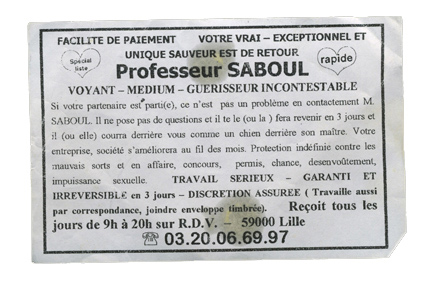 FACILITE DE PAIEMENT VOTRE VRAI – EXCEPTIONNEL ET
UNIQUE SAUVEUR EST DE RETOUR
Spécial
liste
Professeur SABOUL
rapide
VOYANT – MEDIUM – GUERISSEUR INCONTESTABLE
Si votre partenaire est parti(e), ce n'est pas un problème en contactement M.
SABOUL. Il ne pose pas de questions et il te le (ou la ) fera revenir en 3 jours et
il (ou elle) courra derrière vous comme un chien derrière son maître. Votre
entreprise, société s'améliorera au fil des mois. Protection indéfinie contre les
mauvais sorts et en affaire, concours, permis, chance, desenvoûtement,
impuissance sexuelle. TRAVAIL SERIEUX – GARANTI ET
IRREVERSIBLE en 3 jours – DISCRETION ASSUREE ( Travaille aussi
par correspondance, joindre enveloppe timbrée). Reçoit tous les
jours de 9h à 20h sur R.D.V. – 59000 Lille
☎ 03.20.06.69.97